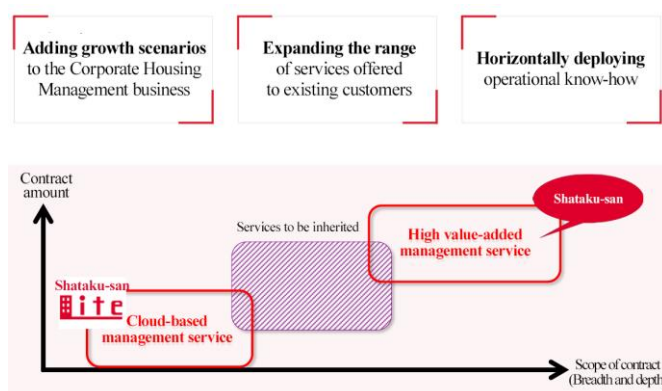 Adding growth scenarios
to the Corporate Housing
Management business
Expanding the range
of services offered
to existing customers
Horizontally deploying
operational know-how
Contract
amount
Shataku-san
Services to be inherited
High value-added
management service
Shataku-san
lite
Cloud-based
management service
Scope of contract
(Breadth and depth